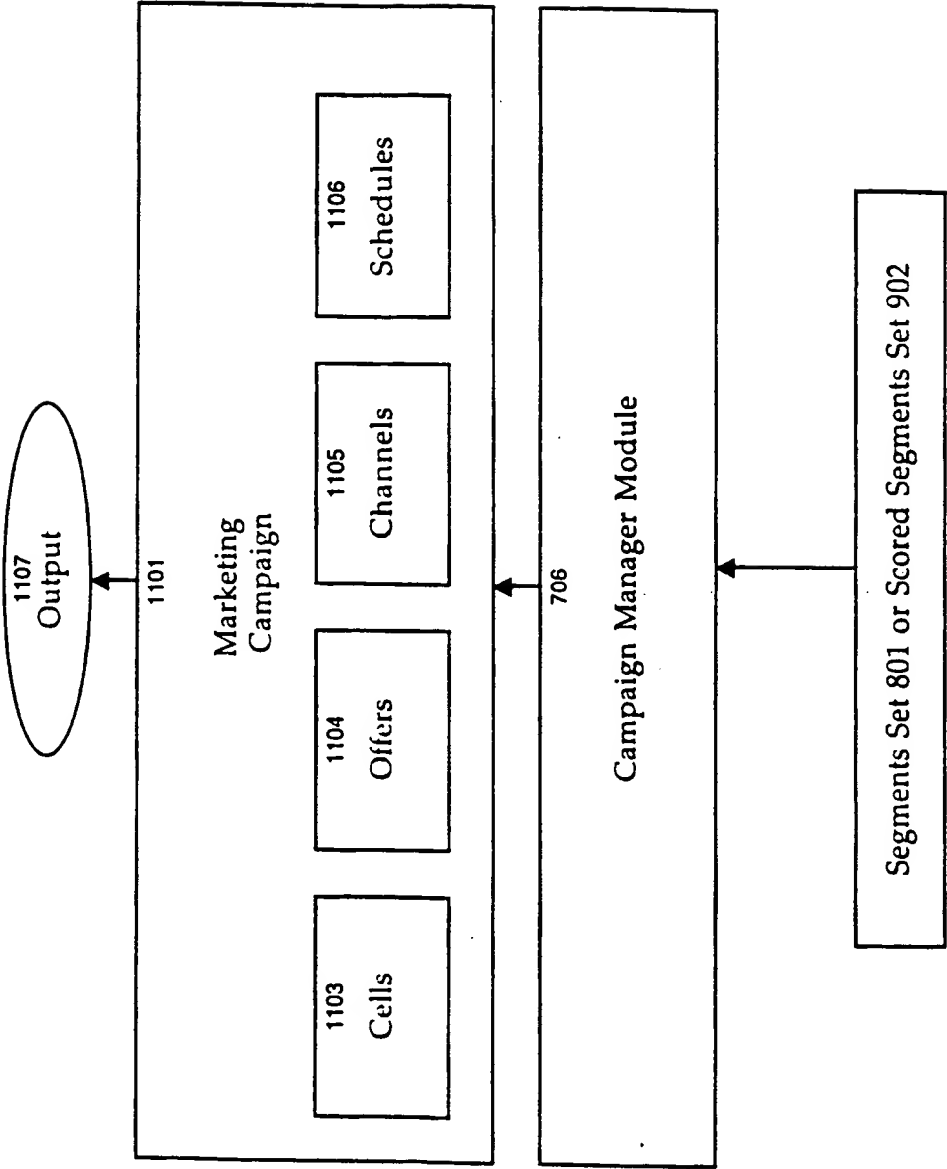 1107
Output
1101
Marketing
Campaign
1103
Cells
1104
Offers
1105
Channels
1106
Schedules
706
Campaign Manager Module
Segments Set 801 or Scored Segments Set 902